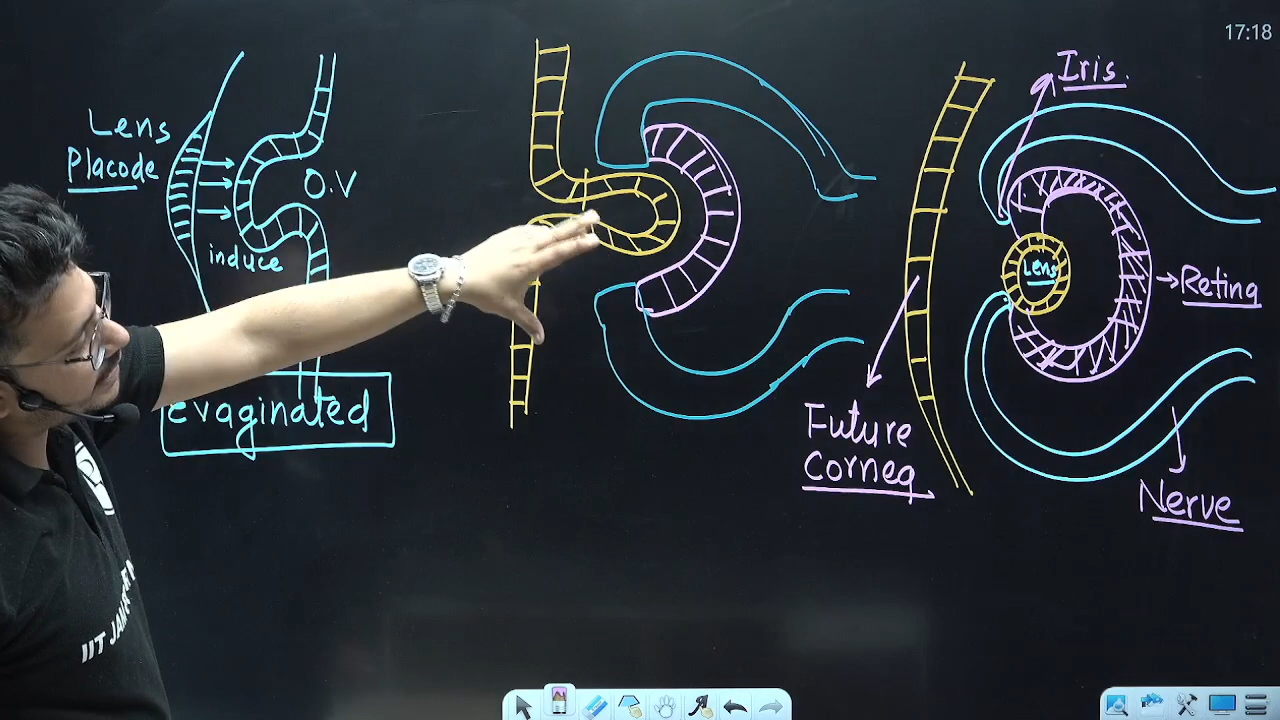 17:18
Lens
Placode
O.V
induce
evaginated
Iris.
Lens
Retina
Future
Cornea
Nerve
IIT JAM